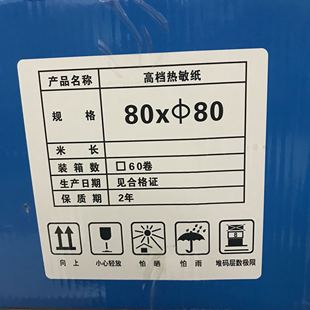 产品名称 高档热敏纸
规格 80xΦ80
米长
装箱数 □60卷
生产日期 见合格证
保质期 2年
向上 小心轻放 怕晒 怕雨 堆码层数极限